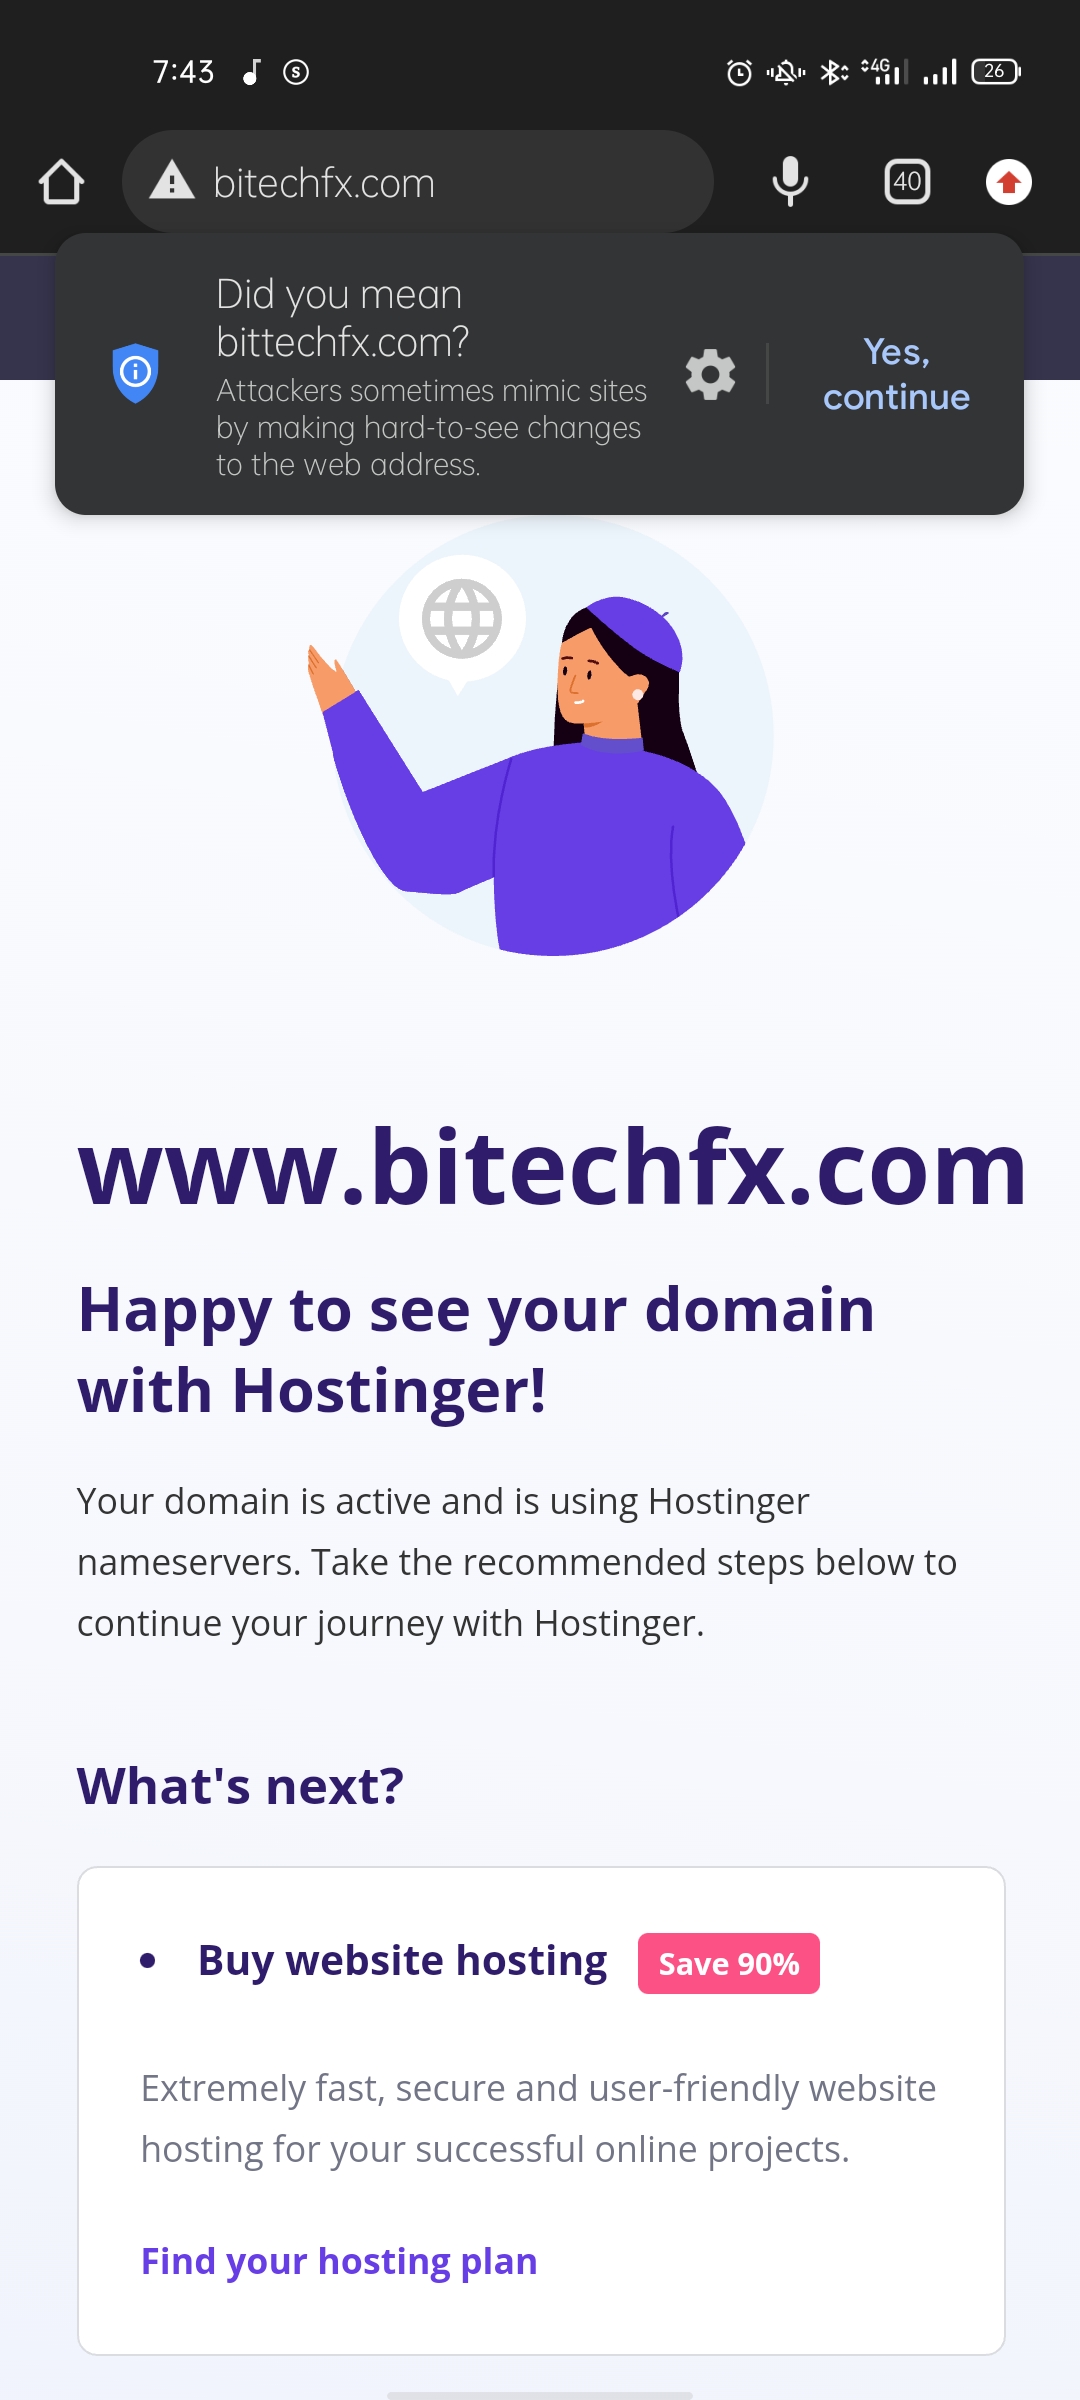 7:43
4G
26
bitechfx.com
40
Did you mean
bittechfx.com?
Attackers sometimes mimic sites
by making hard-to-see changes
to the web address.
Yes,
continue
www.bitechfx.com
Happy to see your domain
with Hostinger!
Your domain is active and is using Hostinger
nameservers. Take the recommended steps below to
continue your journey with Hostinger.
What's next?
• Buy website hosting Save 90%
Extremely fast, secure and user-friendly website
hosting for your successful online projects.
Find your hosting plan